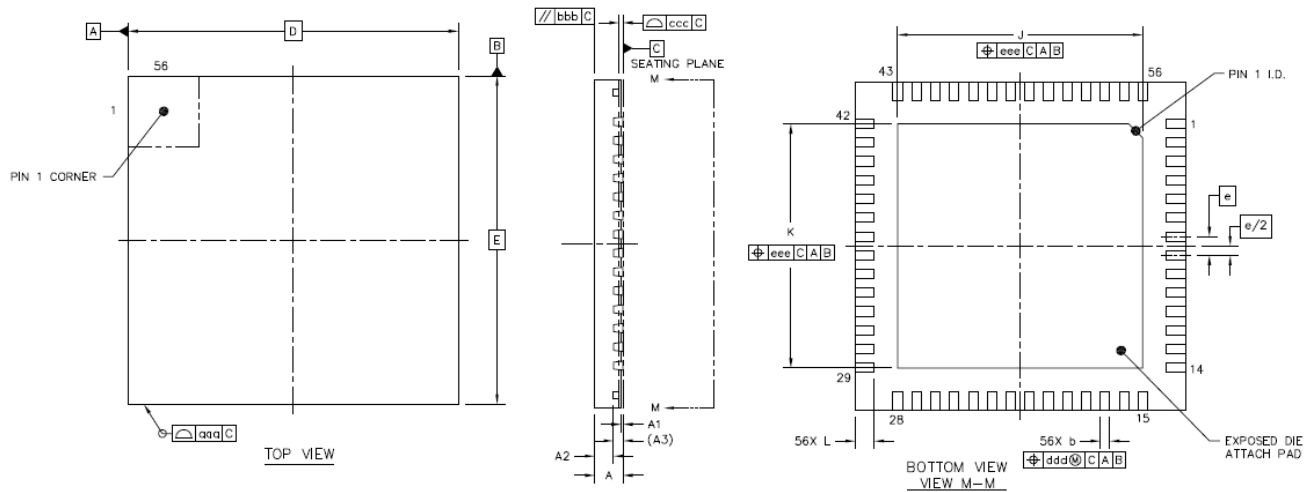 A
D
B
56
1
PIN 1 CORNER
E
aaa C
TOP VIEW
// bbb C
ccc C
C
SEATING PLANE
M
M
A1
(A3)
A2
A
J
⌖ eee C A B
43
56
PIN 1 I.D.
42
1
e
e/2
K
⌖ eee C A B
29
14
28
15
56X L
56X b
⌖ ddd Ⓜ C A B
EXPOSED DIE
ATTACH PAD
BOTTOM VIEW
VIEW M-M